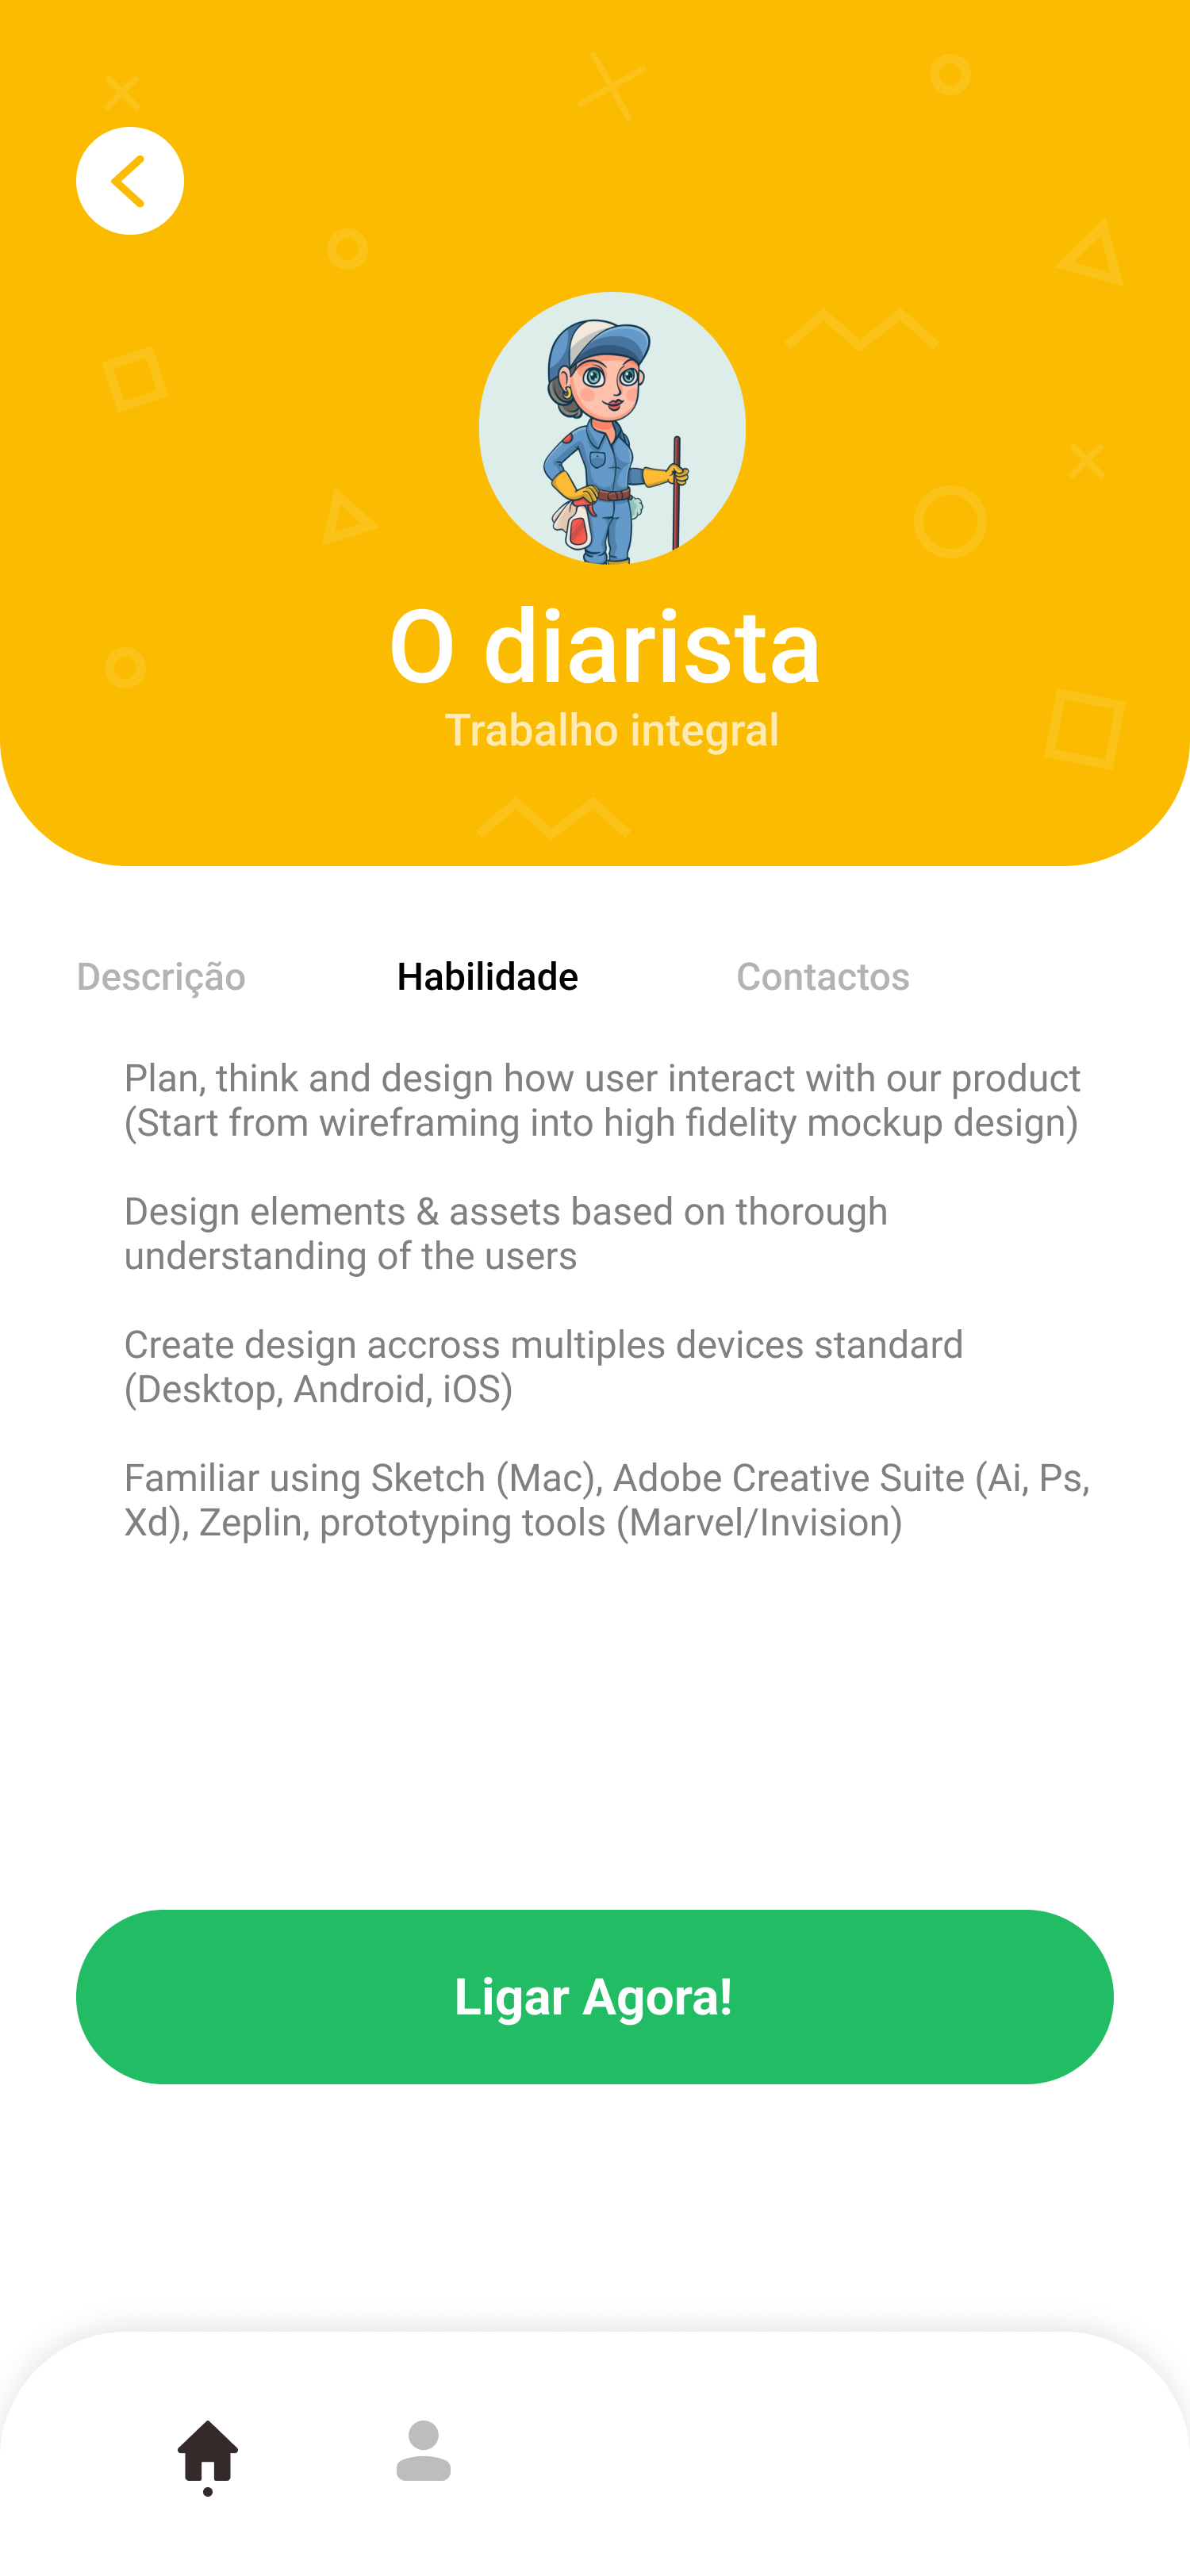 O diarista
Trabalho integral
Descrição
Habilidade
Contactos
Plan, think and design how user interact with our product
(Start from wireframing into high fidelity mockup design)
Design elements & assets based on thorough
understanding of the users
Create design accross multiples devices standard
(Desktop, Android, iOS)
Familiar using Sketch (Mac), Adobe Creative Suite (Ai, Ps,
Xd), Zeplin, prototyping tools (Marvel/Invision)
Ligar Agora!